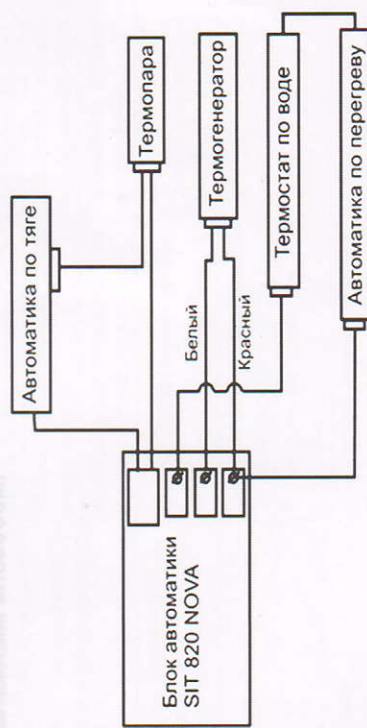 Автоматика по тяге
Термопара
Термогенератор
Термостат по воде
Автоматика по перегреву
Белый
Красный
Блок автоматики
SIT 820 NOVA